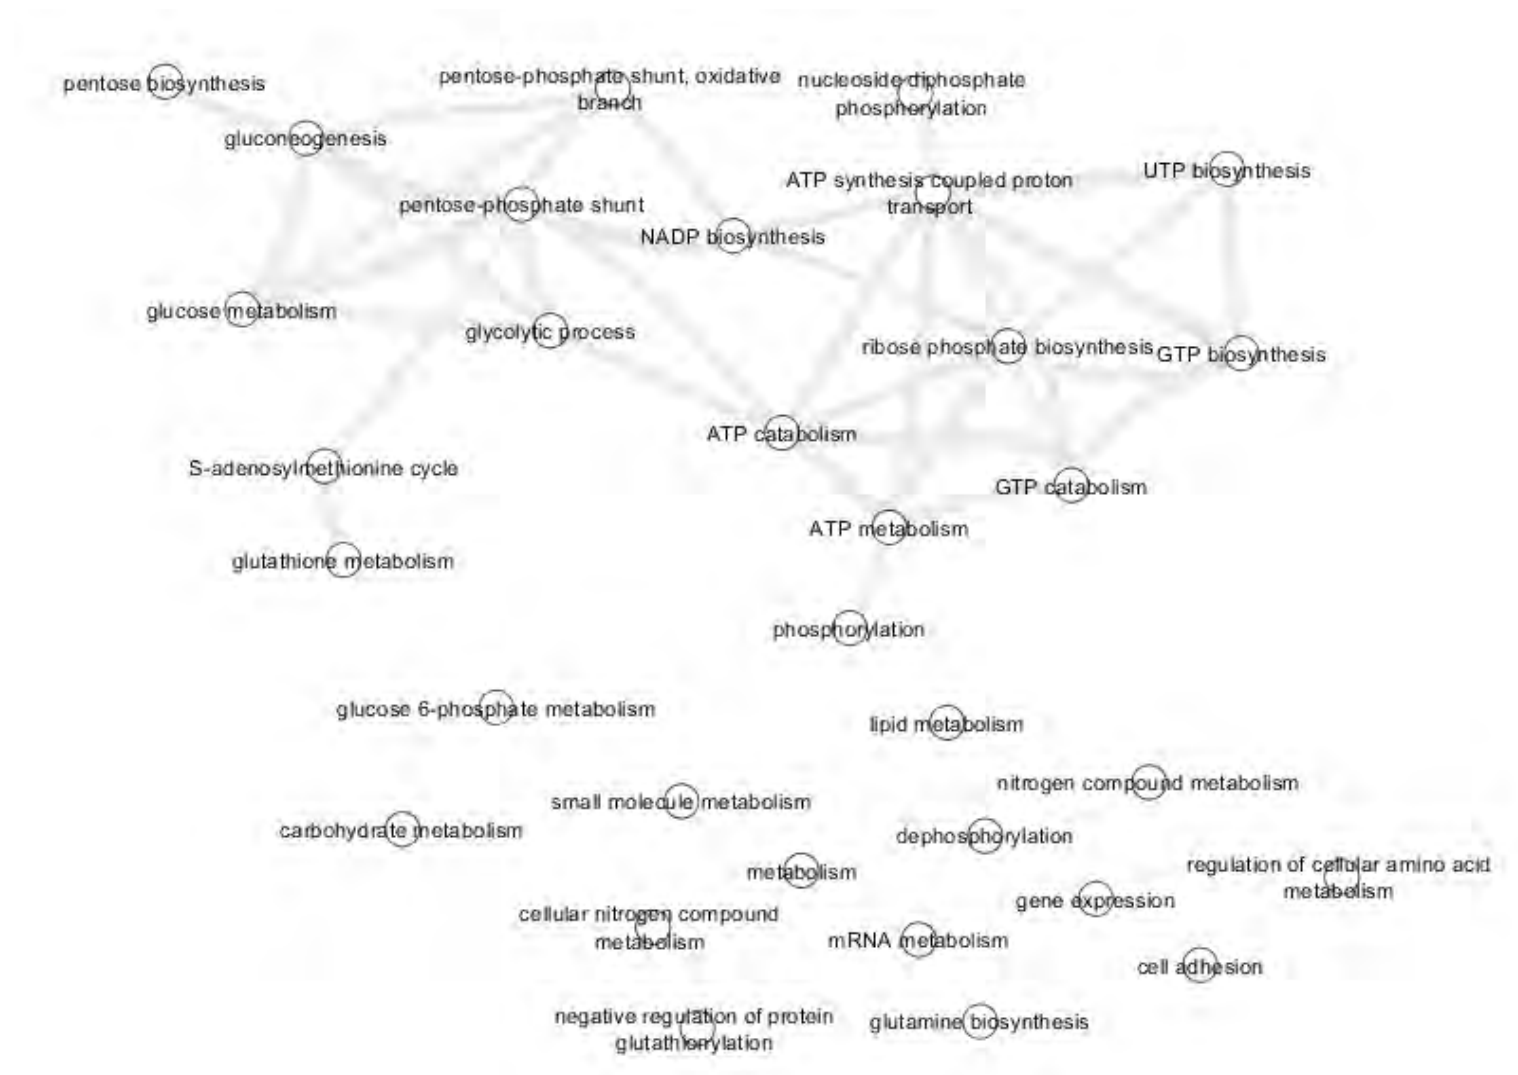 pentose biosynthesis
pentose-phosphate shunt, oxidative
branch
nucleoside diphosphate
phosphorylation
gluconeogenesis
ATP synthesis coupled proton
transport
UTP biosynthesis
pentose-phosphate shunt
NADP biosynthesis
glucose metabolism
glycolytic process
ribose phosphate biosynthesis
GTP biosynthesis
ATP catabolism
S-adenosylmethionine cycle
GTP catabolism
ATP metabolism
glutathione metabolism
phosphorylation
glucose 6-phosphate metabolism
lipid metabolism
nitrogen compound metabolism
small molecule metabolism
carbohydrate metabolism
dephosphorylation
metabolism
regulation of cellular amino acid
metabolism
gene expression
cellular nitrogen compound
metabolism
mRNA metabolism
cell adhesion
negative regulation of protein
glutathionylation
glutamine biosynthesis